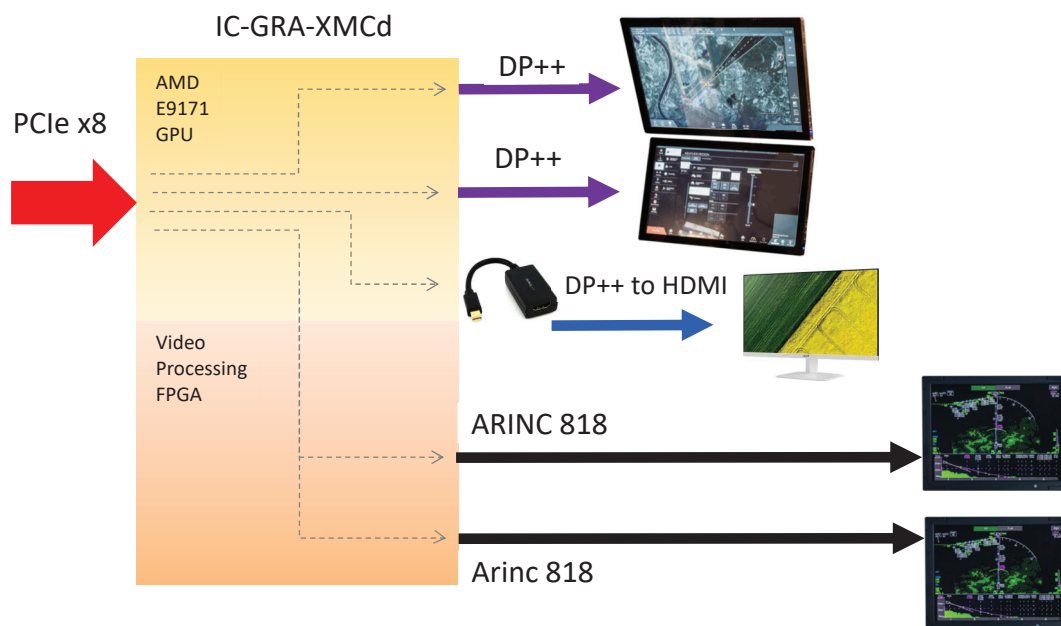 IC-GRA-XMCd
AMD
E9171
GPU
PCIe x8
DP++
DP++
DP++ to HDMI
Video
Processing
FPGA
ARINC 818
Arinc 818